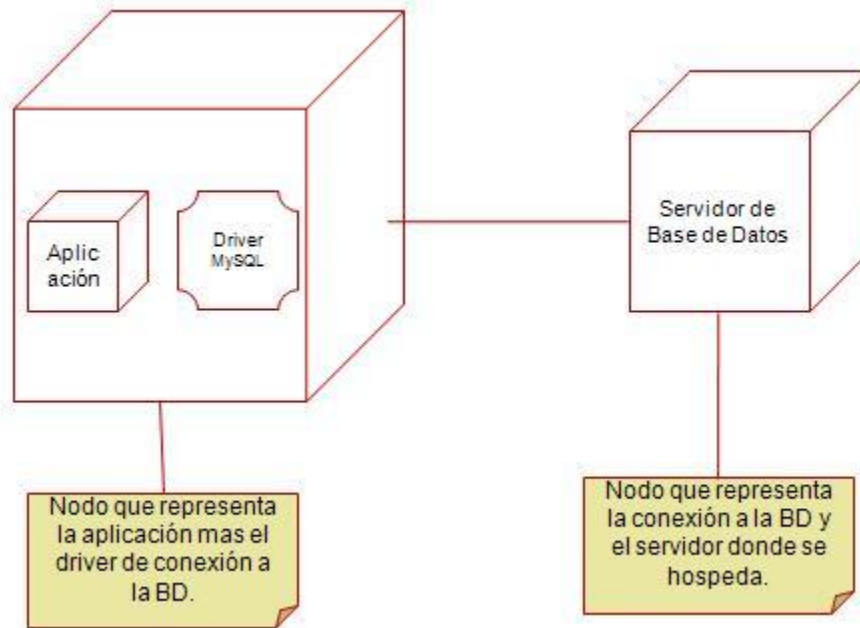 Aplic
ación
Driver
MySQL
Servidor de
Base de Datos
Nodo que representa
la aplicación mas el
driver de conexión a
la BD.
Nodo que representa
la conexión a la BD y
el servidor donde se
hospeda.